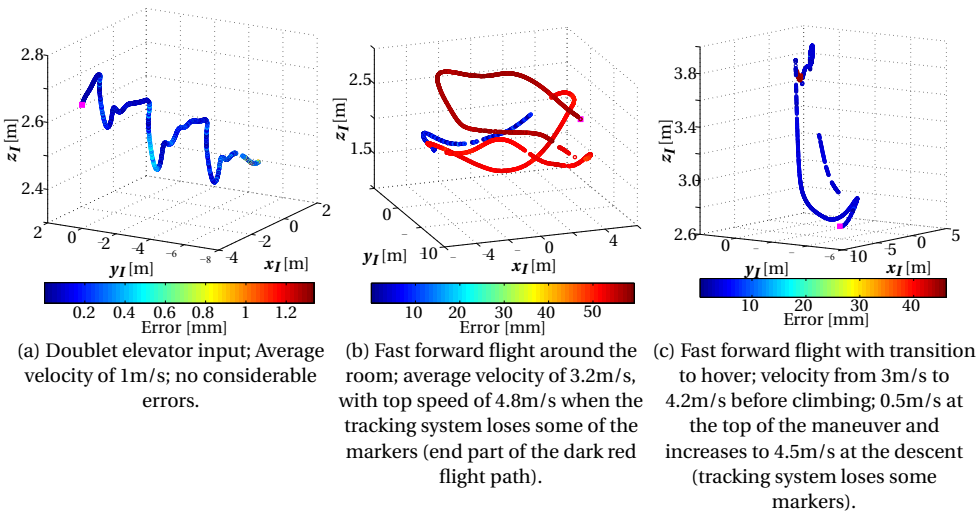 2.8
2.6
2.4
z_I [m]
2
0
-2
-4
-6
-8
y_I [m]
-4
-2
0
2
x_I [m]
0.2 0.4 0.6 0.8 1 1.2
Error [mm]
(a) Doublet elevator input; Average
velocity of 1m/s; no considerable
errors.
2.5
2
1.5
z_I [m]
0
10
y_I [m]
-
-4
0
4
x_I [m]
10 20 30 40 50
Error [mm]
(b) Fast forward flight around the
room; average velocity of 3.2m/s,
with top speed of 4.8m/s when the
tracking system loses some of the
markers (end part of the dark red
flight path).
3.8
3.4
3.0
2.6
z_I [m]
0
-
-
-6
y_I [m]
-10
-
0
5
x_I [m]
10 20 30 40
Error [mm]
(c) Fast forward flight with transition
to hover; velocity from 3m/s to
4.2m/s before climbing; 0.5m/s at
the top of the maneuver and
increases to 4.5m/s at the descent
(tracking system loses some
markers).